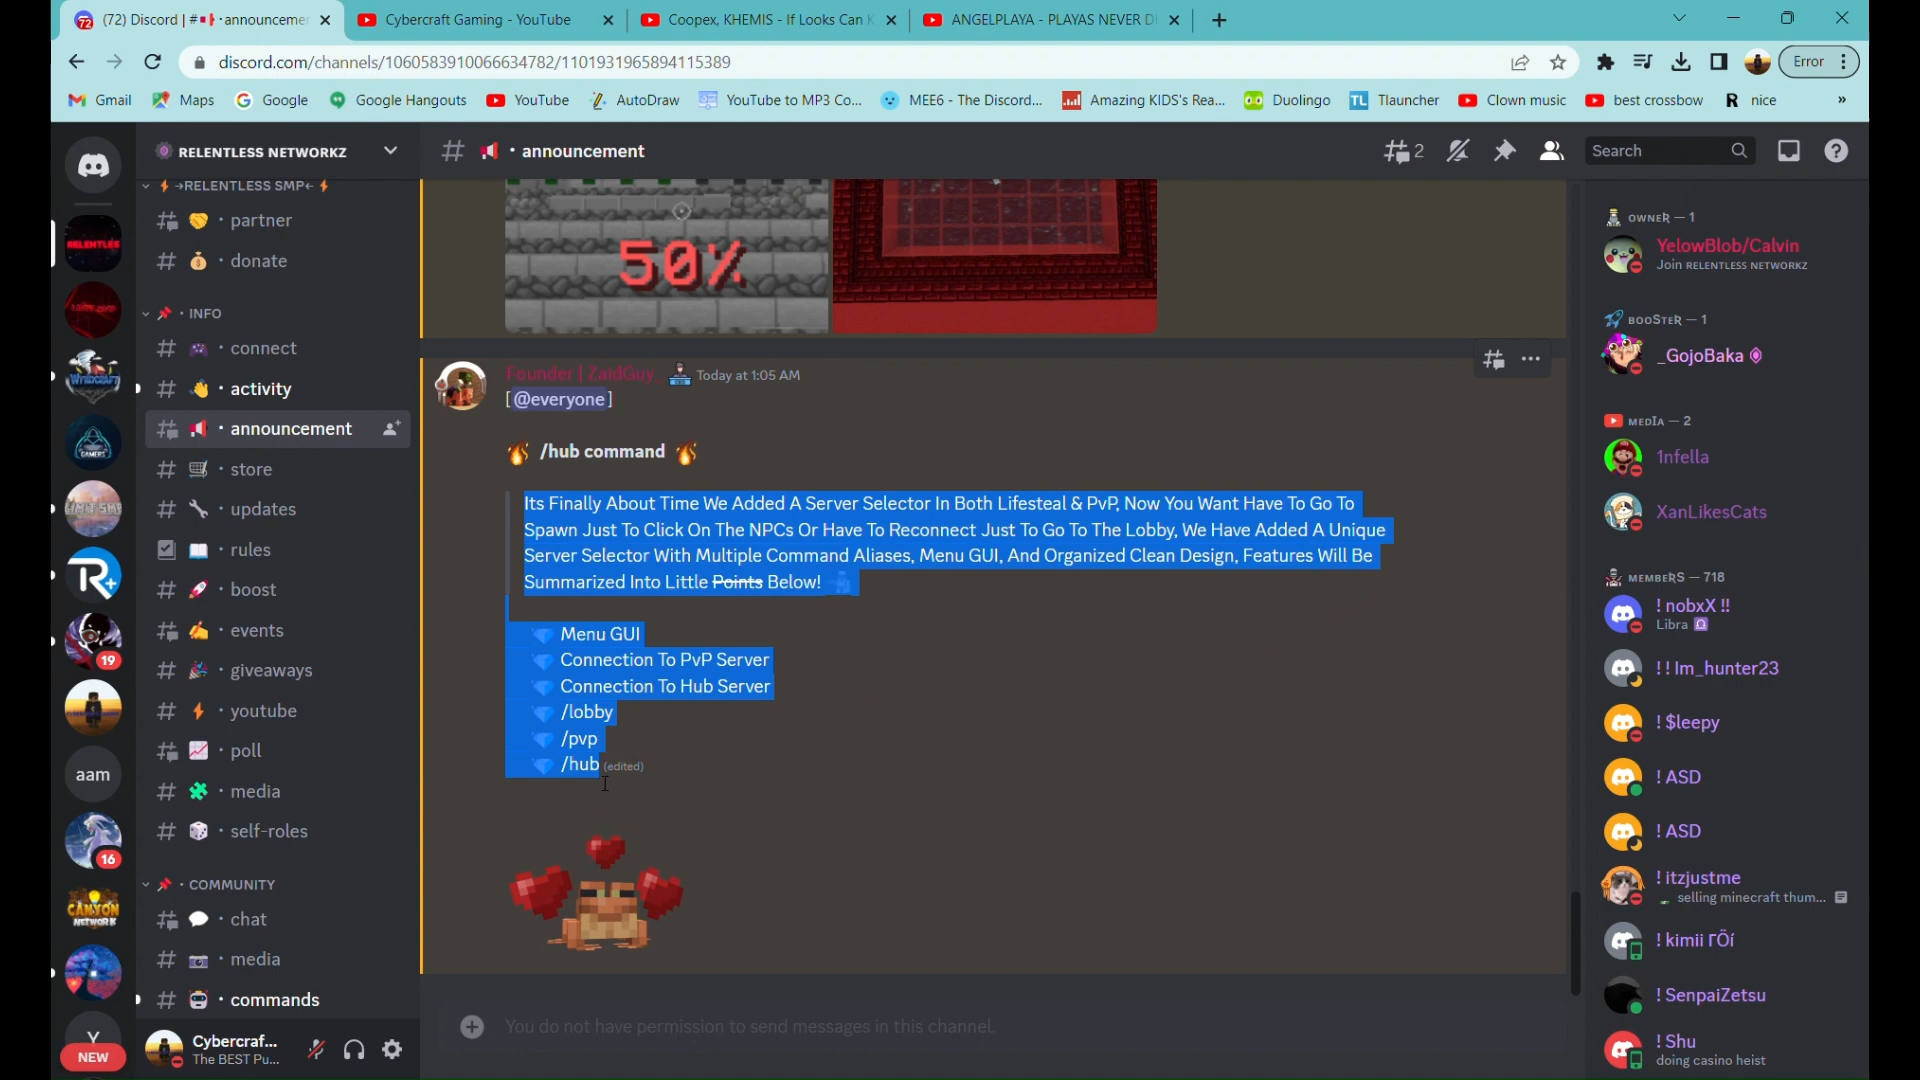 (72) Discord | # · announcemen
Cybercraft Gaming - YouTube
Coopex, KHEMIS - If Looks Can K
ANGELPLAYA - PLAYAS NEVER D
discord.com/channels/1060583910066634782/1101931965894115389
Error
Gmail
Maps
Google
Google Hangouts
YouTube
AutoDraw
YouTube to MP3 Co...
MEE6 - The Discord...
Amazing KID'S Rea...
Duolingo
Tlauncher
Clown music
best crossbow
nice
»
RELENTLESS NETWORKZ
# · announcement
2
Search
→RELENTLESS SMP←
· partner
· donate
· INFO
· connect
· activity
· announcement
· store
· updates
· rules
· boost
· events
· giveaways
· youtube
· poll
· media
· self-roles
· COMMUNITY
· chat
· media
· commands
RELENTLES
GAMERS
19
aam
16
CANYON
NETWORK
Y
NEW
Cybercraf...
The BEST Pu...
50%
Founder | ZaidGuy
Today at 1:05 AM
[@everyone]
/hub command
Its Finally About Time We Added A Server Selector In Both Lifesteal & PvP, Now You Want Have To Go To
Spawn Just To Click On The NPCs Or Have To Reconnect Just To Go To The Lobby, We Have Added A Unique
Server Selector With Multiple Command Aliases, Menu GUI, And Organized Clean Design, Features Will Be
Summarized Into Little Points Below!
Menu GUI
Connection To PvP Server
Connection To Hub Server
/lobby
/pvp
/hub (edited)
You do not have permission to send messages in this channel.
OWNER — 1
YelowBlob/Calvin
Join RELENTLESS NETWORKZ
BOOSTER — 1
_GojoBaka
MEDIA — 2
1nfella
XanLikesCats
MEMBERS — 718
! nobxX !!
Libra
! ! Im_hunter23
! $leepy
! ASD
! ASD
! itzjustme
selling minecraft thum...
! kimii ΓÖí
! SenpaiZetsu
! Shu
doing casino heist